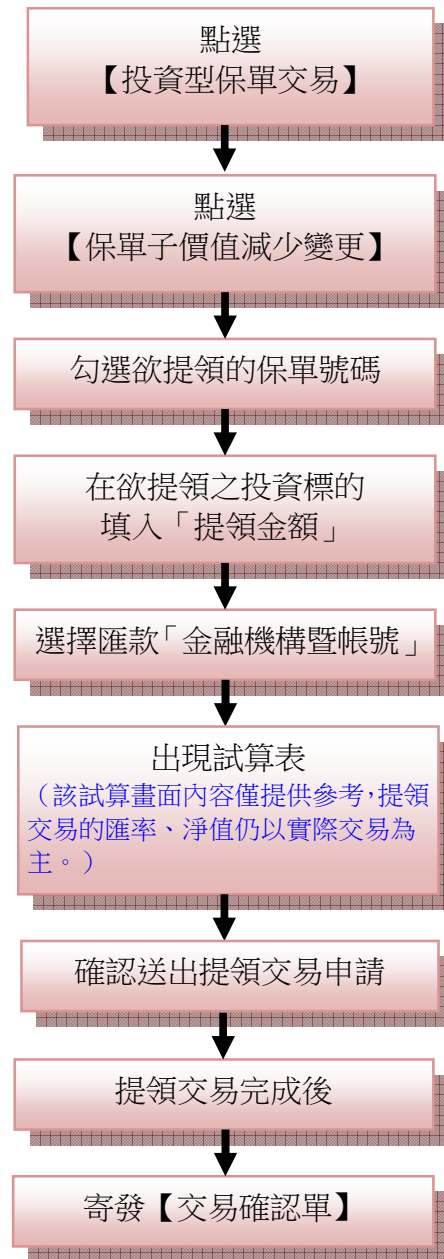 點選
【投資型保單交易】
點選
【保單子價值減少變更】
勾選欲提領的保單號碼
在欲提領之投資標的
填入「提領金額」
選擇匯款「金融機構暨帳號」
出現試算表
（該試算畫面內容僅提供參考，提領
交易的匯率、淨值仍以實際交易為
主。）
確認送出提領交易申請
提領交易完成後
寄發【交易確認單】